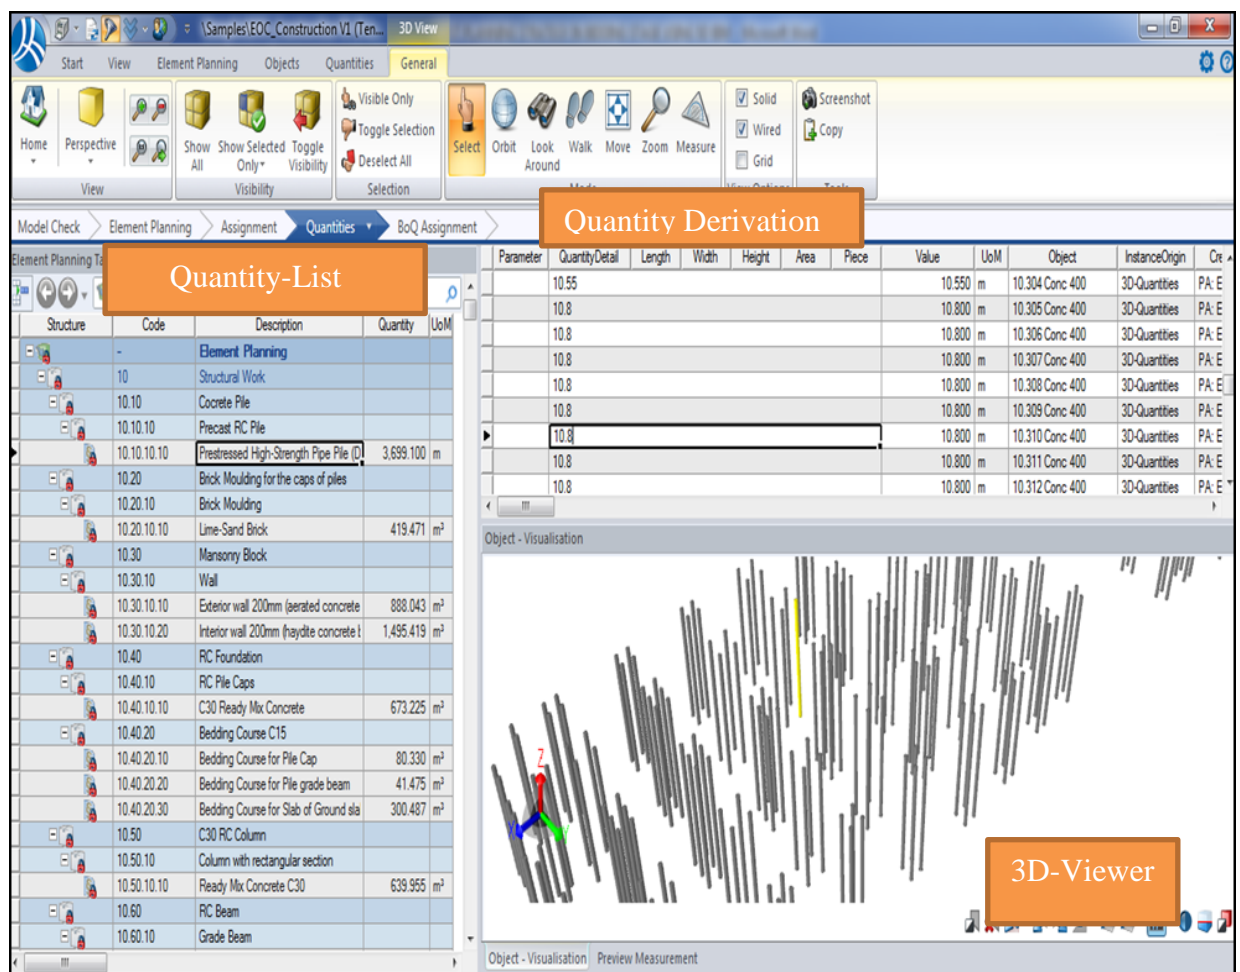 \Samples\EOC_Construction V1 (Ten... 3D View
Start View Element Planning Objects Quantities General
Home Perspective Show All Show Selected Only Toggle Visibility Visible Only Toggle Selection Deselect All Select Orbit Look Around Walk Move Zoom Measure Solid Wired Grid Screenshot Copy
View Visibility Selection
Model Check Element Planning Assignment Quantities BoQ Assignment
Quantity Derivation
Element Planning Ta
Quantity-List
Structure Code Description Quantity UoM
- Element Planning
10 Structural Work
10.10 Cocrete Pile
10.10.10 Precast RC Pile
10.10.10.10 Prestressed High-Strength Pipe Pile (D 3,699.100 m
10.20 Brick Moulding for the caps of piles
10.20.10 Brick Moulding
10.20.10.10 Lime-Sand Brick 419.471 m³
10.30 Mansonry Block
10.30.10 Wall
10.30.10.10 Exterior wall 200mm (aerated concrete 888.043 m³
10.30.10.20 Interior wall 200mm (haydite concrete t 1,495.419 m³
10.40 RC Foundation
10.40.10 RC Pile Caps
10.40.10.10 C30 Ready Mix Concrete 673.225 m³
10.40.20 Bedding Course C15
10.40.20.10 Bedding Course for Pile Cap 80.330 m³
10.40.20.20 Bedding Course for Pile grade beam 41.475 m³
10.40.20.30 Bedding Course for Slab of Ground sla 300.487 m³
10.50 C30 RC Column
10.50.10 Column with rectangular section
10.50.10.10 Ready Mix Concrete C30 639.955 m³
10.60 RC Beam
10.60.10 Grade Beam
Parameter QuantityDetail Length Width Height Area Piece Value UoM Object InstanceOrigin Cre
10.55 10.550 m 10.304 Conc 400 3D-Quantities PA: E
10.8 10.800 m 10.305 Conc 400 3D-Quantities PA: E
10.8 10.800 m 10.306 Conc 400 3D-Quantities PA: E
10.8 10.800 m 10.307 Conc 400 3D-Quantities PA: E
10.8 10.800 m 10.308 Conc 400 3D-Quantities PA: E
10.8 10.800 m 10.309 Conc 400 3D-Quantities PA: E
10.8 10.800 m 10.310 Conc 400 3D-Quantities PA: E
10.8 10.800 m 10.311 Conc 400 3D-Quantities PA: E
10.8 10.800 m 10.312 Conc 400 3D-Quantities PA: E
Object - Visualisation
Z
3D-Viewer
Object - Visualisation Preview Measurement